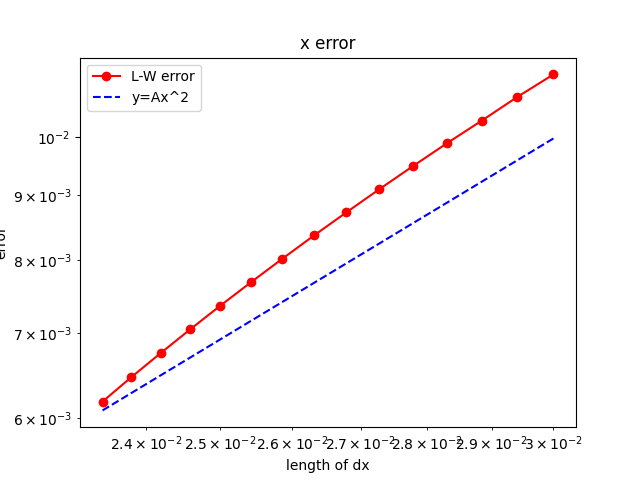 x error
L-W error
y=Ax^2
10⁻²
9 × 10⁻³
8 × 10⁻³
7 × 10⁻³
6 × 10⁻³
error
2.4 × 10⁻² 2.5 × 10⁻² 2.6 × 10⁻² 2.7 × 10⁻² 2.8 × 10⁻² 2.9 × 10⁻² 3 × 10⁻²
length of dx